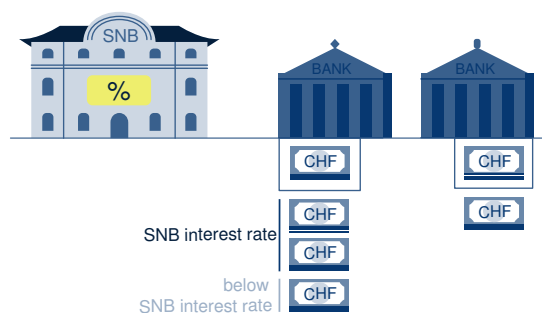 SNB
%
BANK
BANK
CHF
CHF
CHF
CHF
SNB interest rate
CHF
below
SNB interest rate
CHF